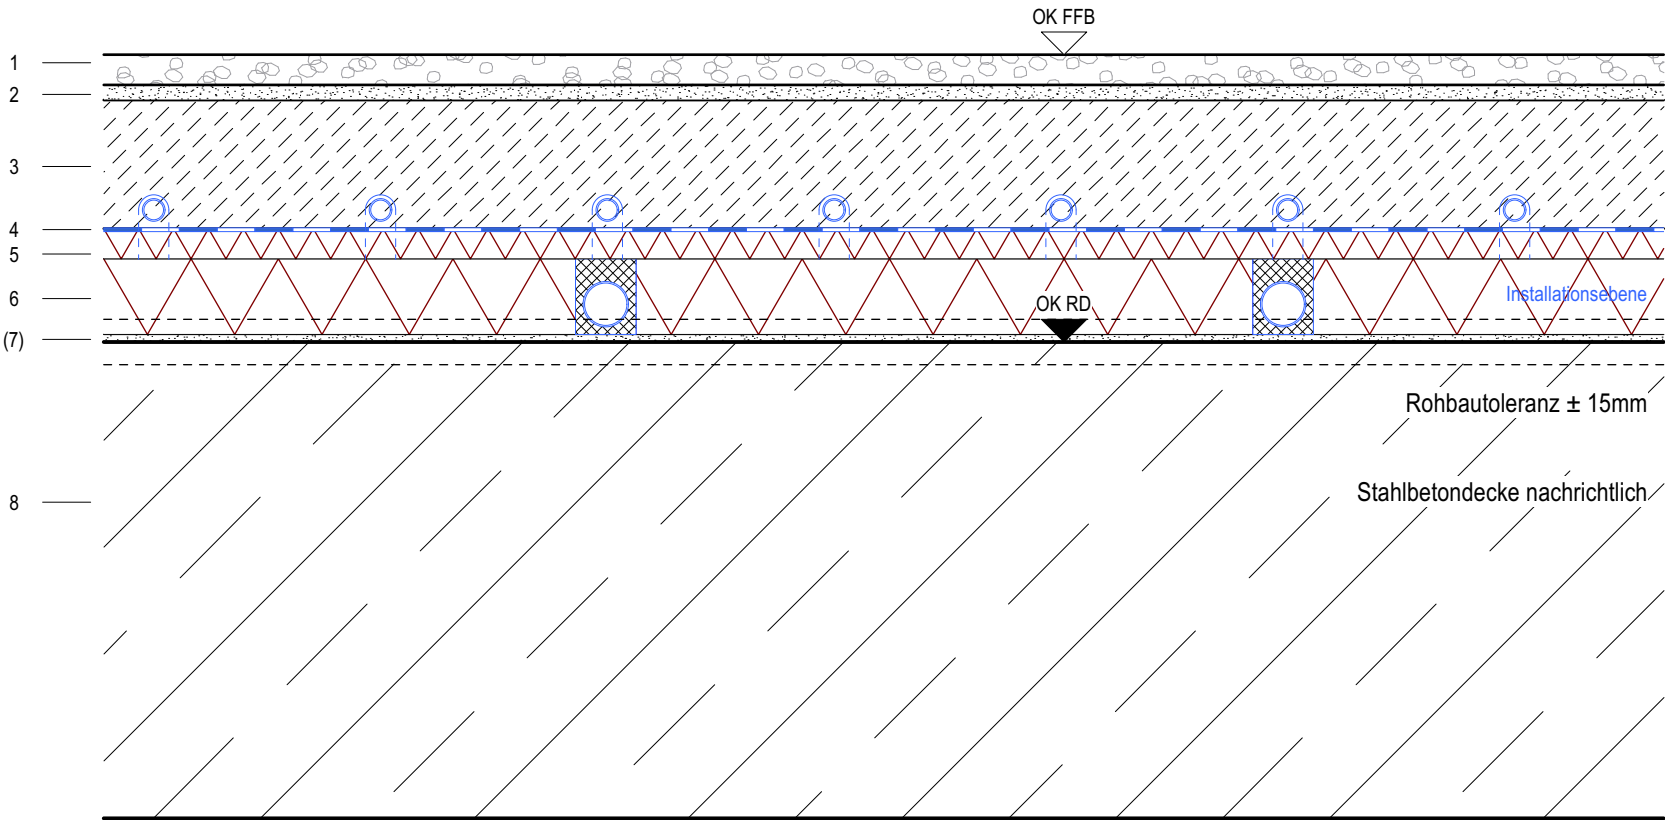 OK FFB
1
2
3
4
5
6
Installationsebene
OK RD
(7)
Rohbautoleranz ± 15mm
8
Stahlbetondecke nachrichtlich